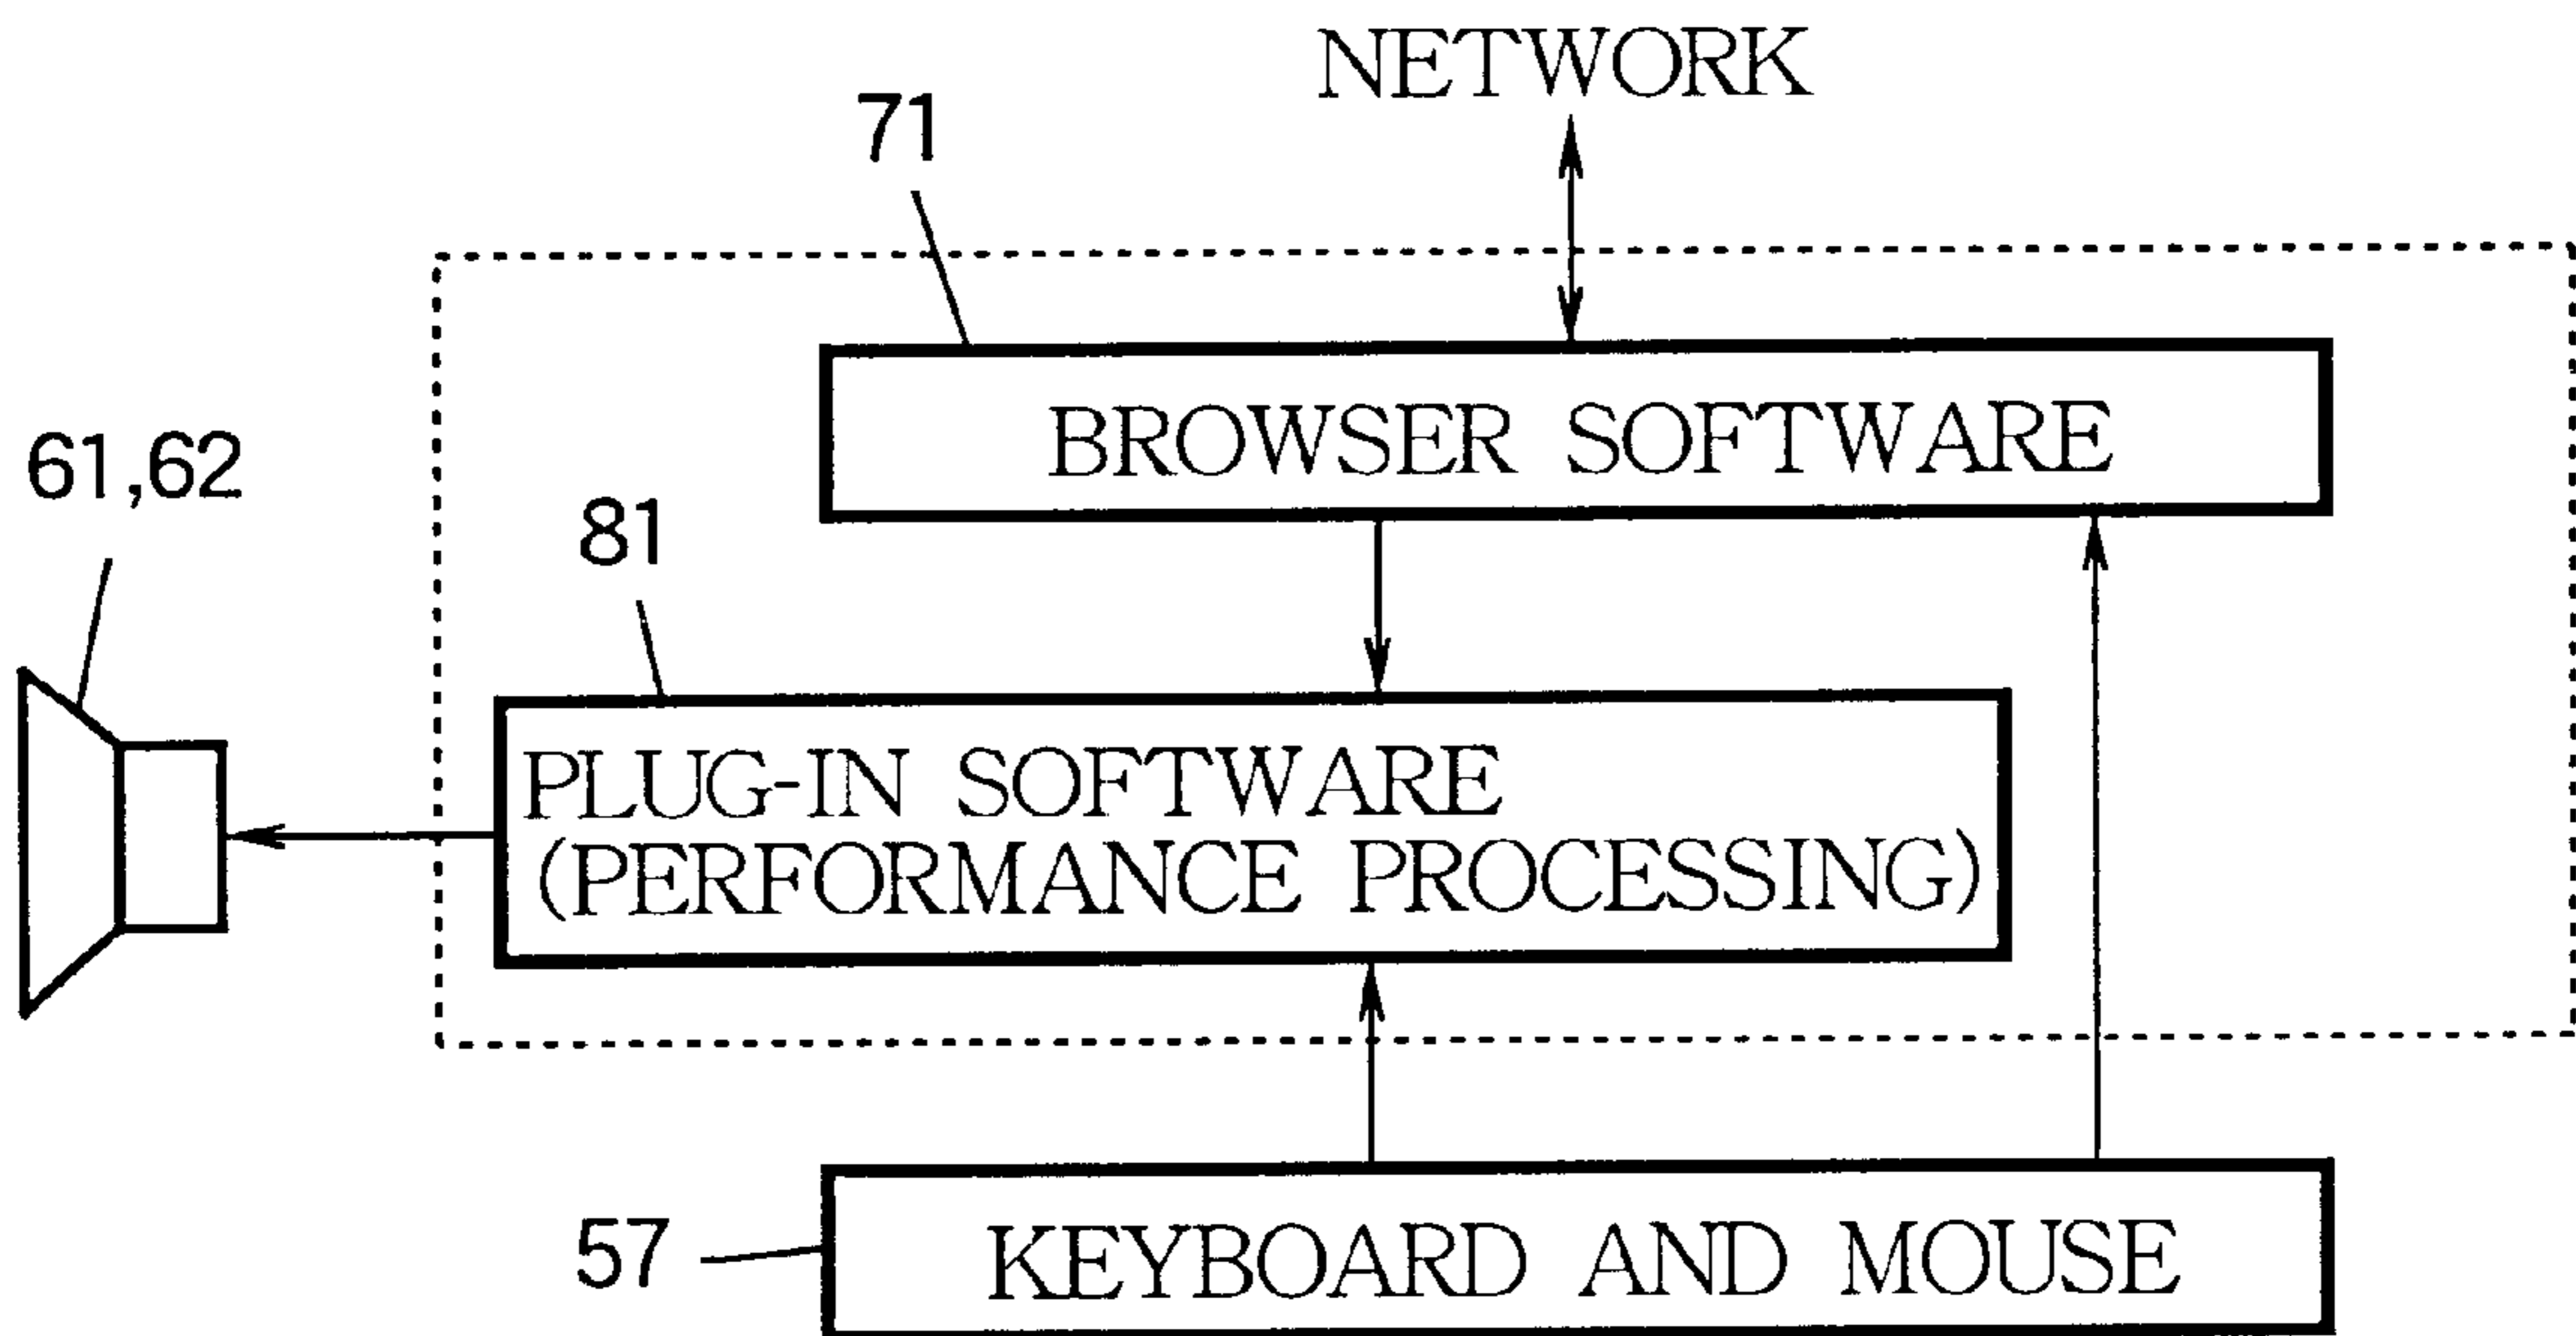 NETWORK
71
BROWSER SOFTWARE
61,62
81
PLUG-IN SOFTWARE
(PERFORMANCE PROCESSING)
57
KEYBOARD AND MOUSE